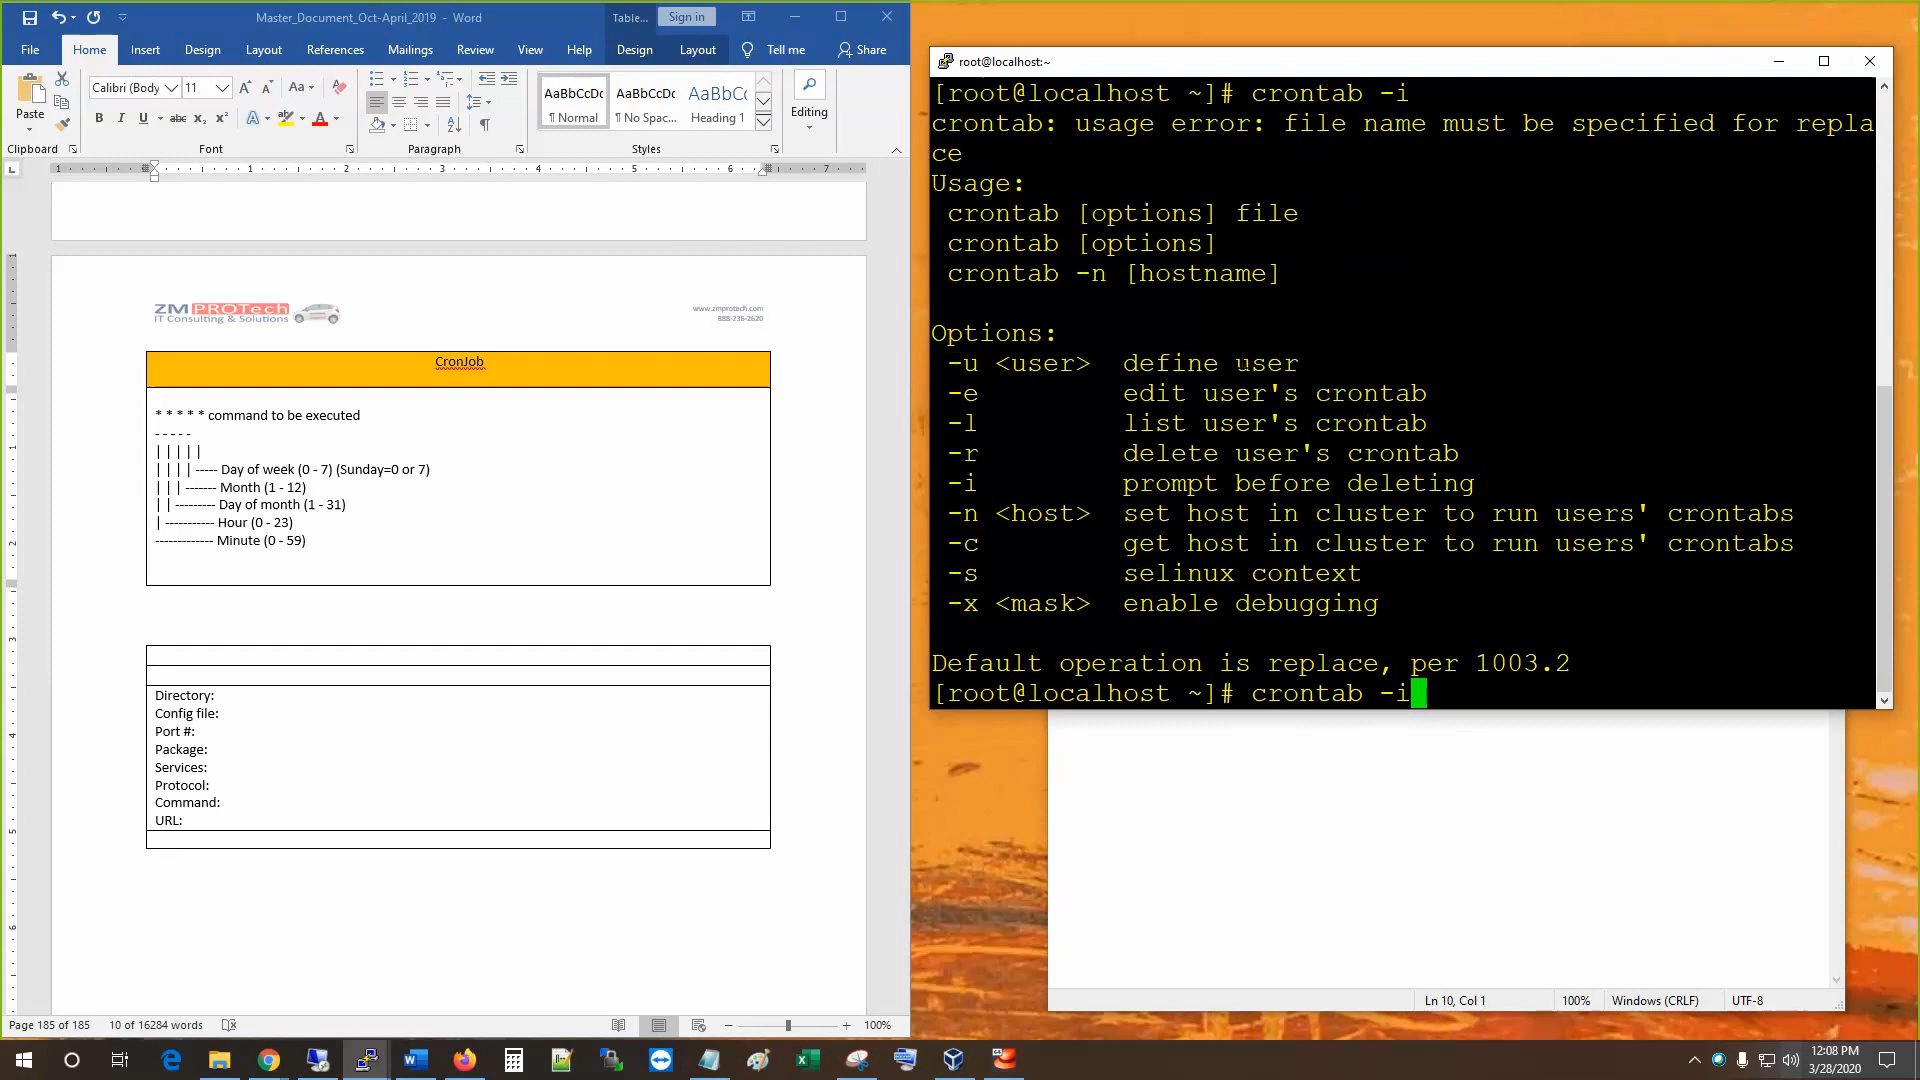 Master_Document_Oct-April_2019 - Word
Table...
Sign in
File
Home
Insert
Design
Layout
References
Mailings
Review
View
Help
Design
Layout
Tell me
Share
Paste
Calibri (Body
11
Aa
AaBbCcDc
AaBbCcDc
AaBbC
¶ Normal
¶ No Spac...
Heading 1
Editing
Clipboard
Font
Paragraph
Styles
ZM PROTech
IT Consulting & Solutions
www.zmprotech.com
888-236-2620
CronJob
* * * * * command to be executed
- - - - -
| | | | |
| | | | ----- Day of week (0 - 7) (Sunday=0 or 7)
| | | ------- Month (1 - 12)
| | --------- Day of month (1 - 31)
| ----------- Hour (0 - 23)
------------- Minute (0 - 59)
Directory:
Config file:
Port #:
Package:
Services:
Protocol:
Command:
URL:
Page 185 of 185
10 of 16284 words
100%
root@localhost:~
[root@localhost ~]# crontab -i
crontab: usage error: file name must be specified for repla
ce
Usage:
crontab [options] file
crontab [options]
crontab -n [hostname]
Options:
-u <user> define user
-e edit user's crontab
-l list user's crontab
-r delete user's crontab
-i prompt before deleting
-n <host> set host in cluster to run users' crontabs
-c get host in cluster to run users' crontabs
-s selinux context
-x <mask> enable debugging
Default operation is replace, per 1003.2
[root@localhost ~]# crontab -i
Ln 10, Col 1
100%
Windows (CRLF)
UTF-8
12:08 PM
3/28/2020